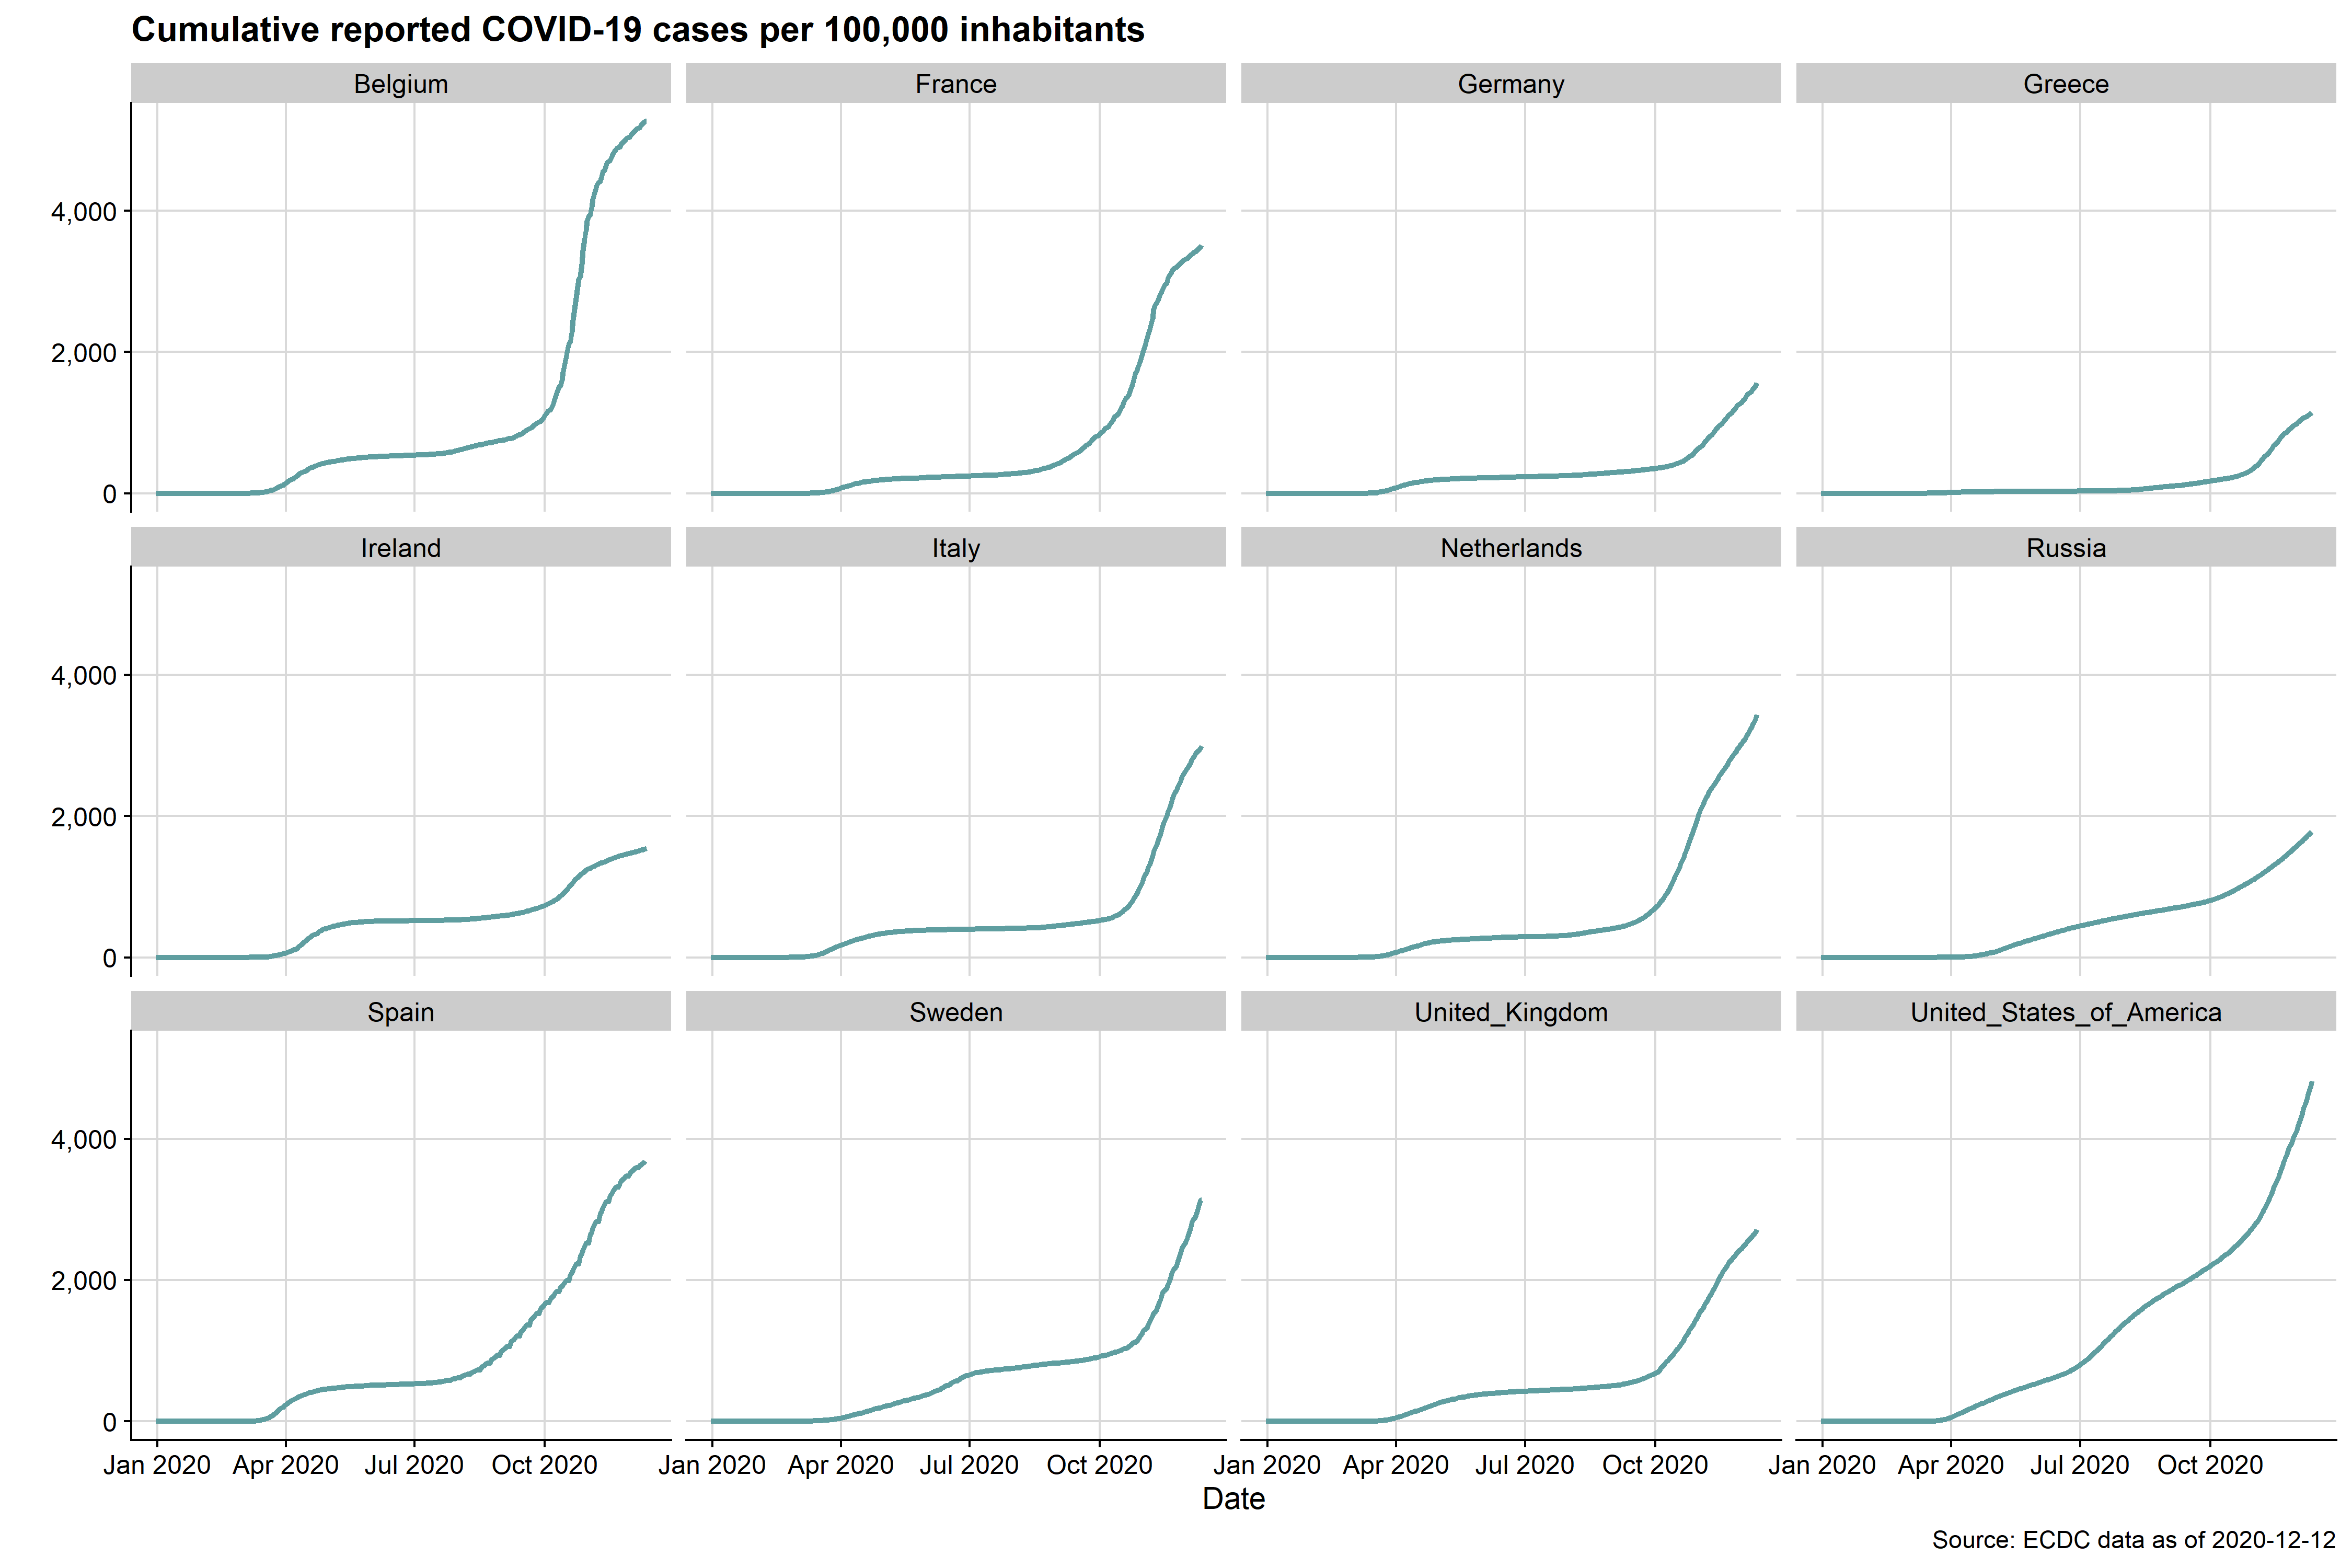 Cumulative reported COVID-19 cases per 100,000 inhabitants
Belgium France Germany Greece
4,000
2,000
0
Ireland Italy Netherlands Russia
4,000
2,000
0
Spain Sweden United_Kingdom United_States_of_America
4,000
2,000
0
Jan 2020 Apr 2020 Jul 2020 Oct 2020 Jan 2020 Apr 2020 Jul 2020 Oct 2020 Jan 2020 Apr 2020 Jul 2020 Oct 2020 Jan 2020 Apr 2020 Jul 2020 Oct 2020
Date
Source: ECDC data as of 2020-12-12